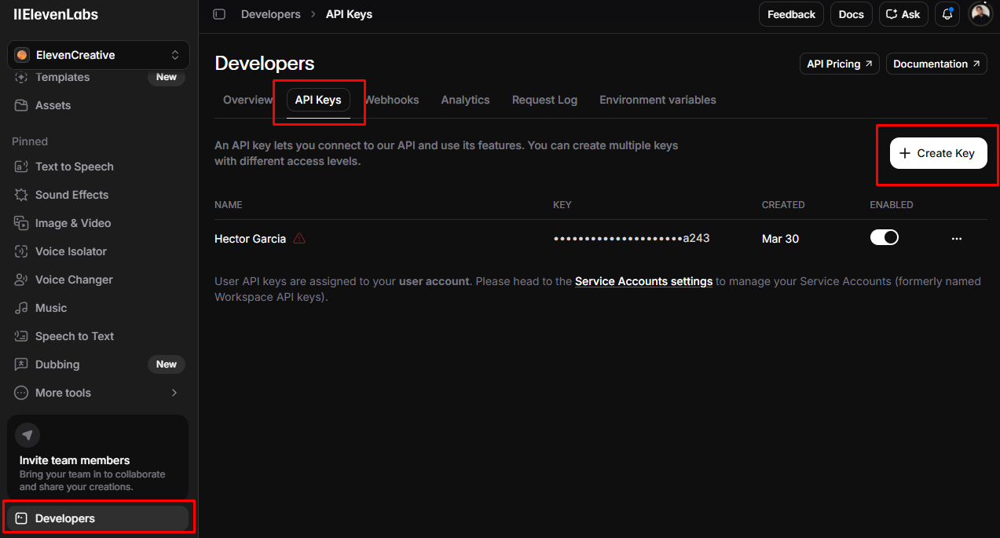 IIElevenLabs
ElevenCreative
Templates
New
Assets
Pinned
Text to Speech
Sound Effects
Image & Video
Voice Isolator
Voice Changer
Music
Speech to Text
Dubbing
New
More tools
Invite team members
Bring your team in to collaborate
and share your creations.
Developers
Developers > API Keys
Feedback
Docs
Ask
Developers
API Pricing ↗
Documentation ↗
Overview
API Keys
Webhooks
Analytics
Request Log
Environment variables
An API key lets you connect to our API and use its features. You can create multiple keys
with different access levels.
+ Create Key
NAME KEY CREATED ENABLED
Hector Garcia •••••••••••••••••••••a243 Mar 30
User API keys are assigned to your user account. Please head to the Service Accounts settings to manage your Service Accounts (formerly named
Workspace API keys).